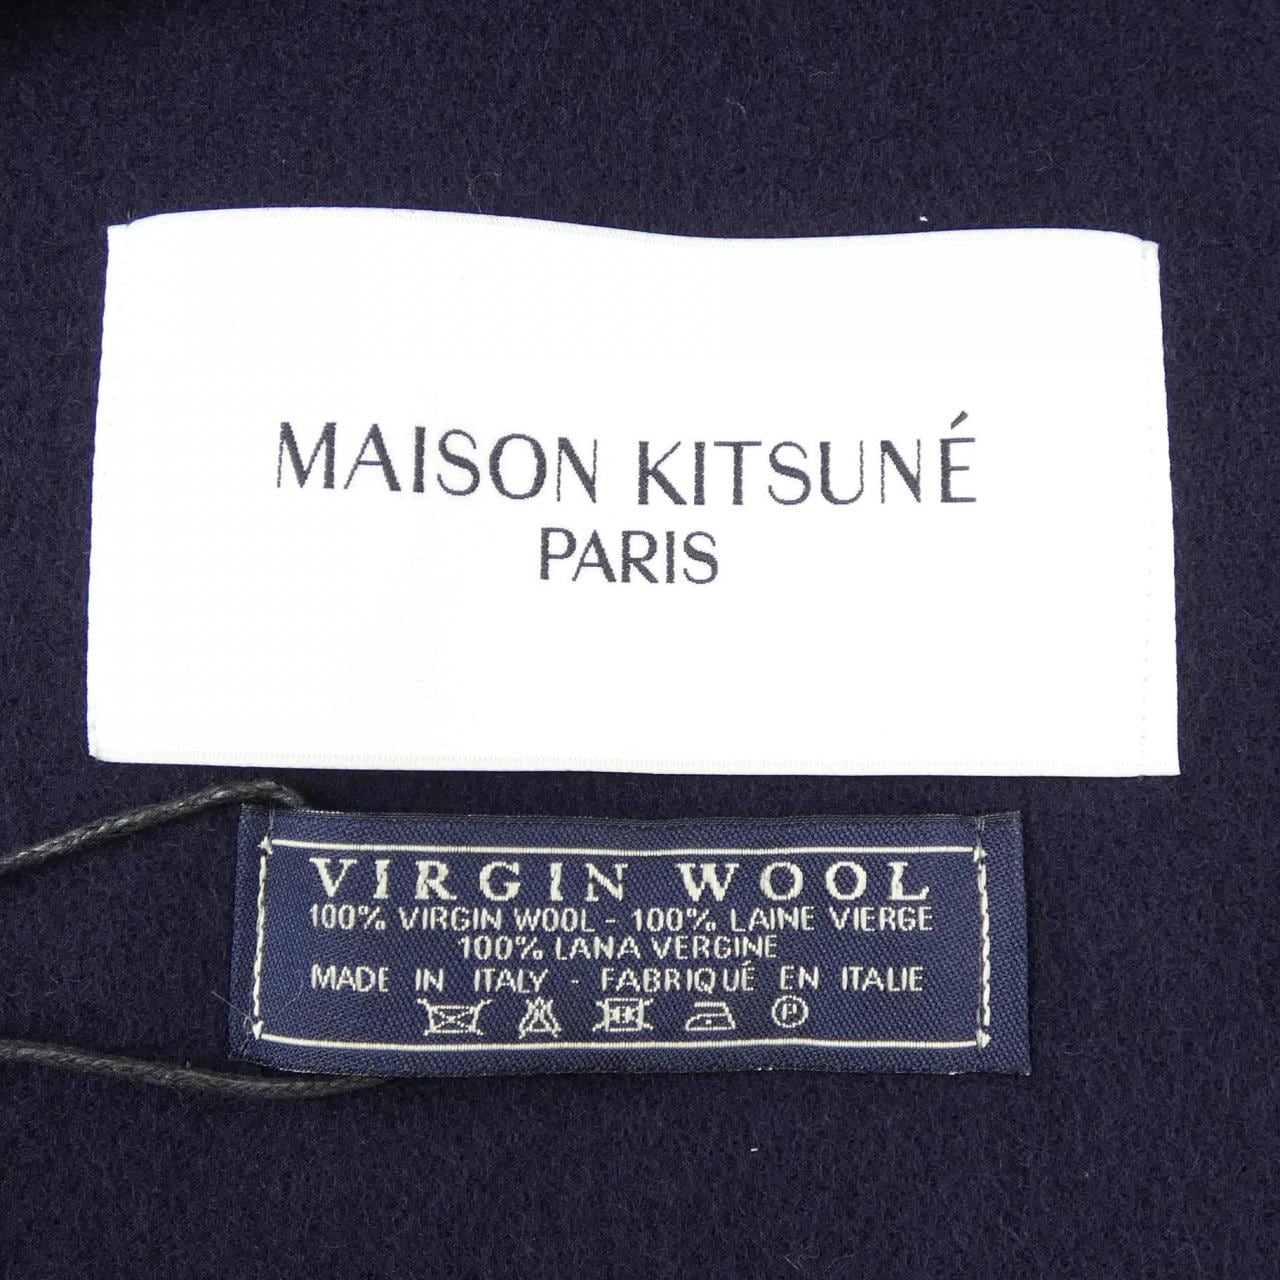 MAISON KITSUNÉ
PARIS
VIRGIN WOOL
100% VIRGIN WOOL - 100% LAINE VIERGE
100% LANA VERGINE
MADE IN ITALY - FABRIQUÉ EN ITALIE
P